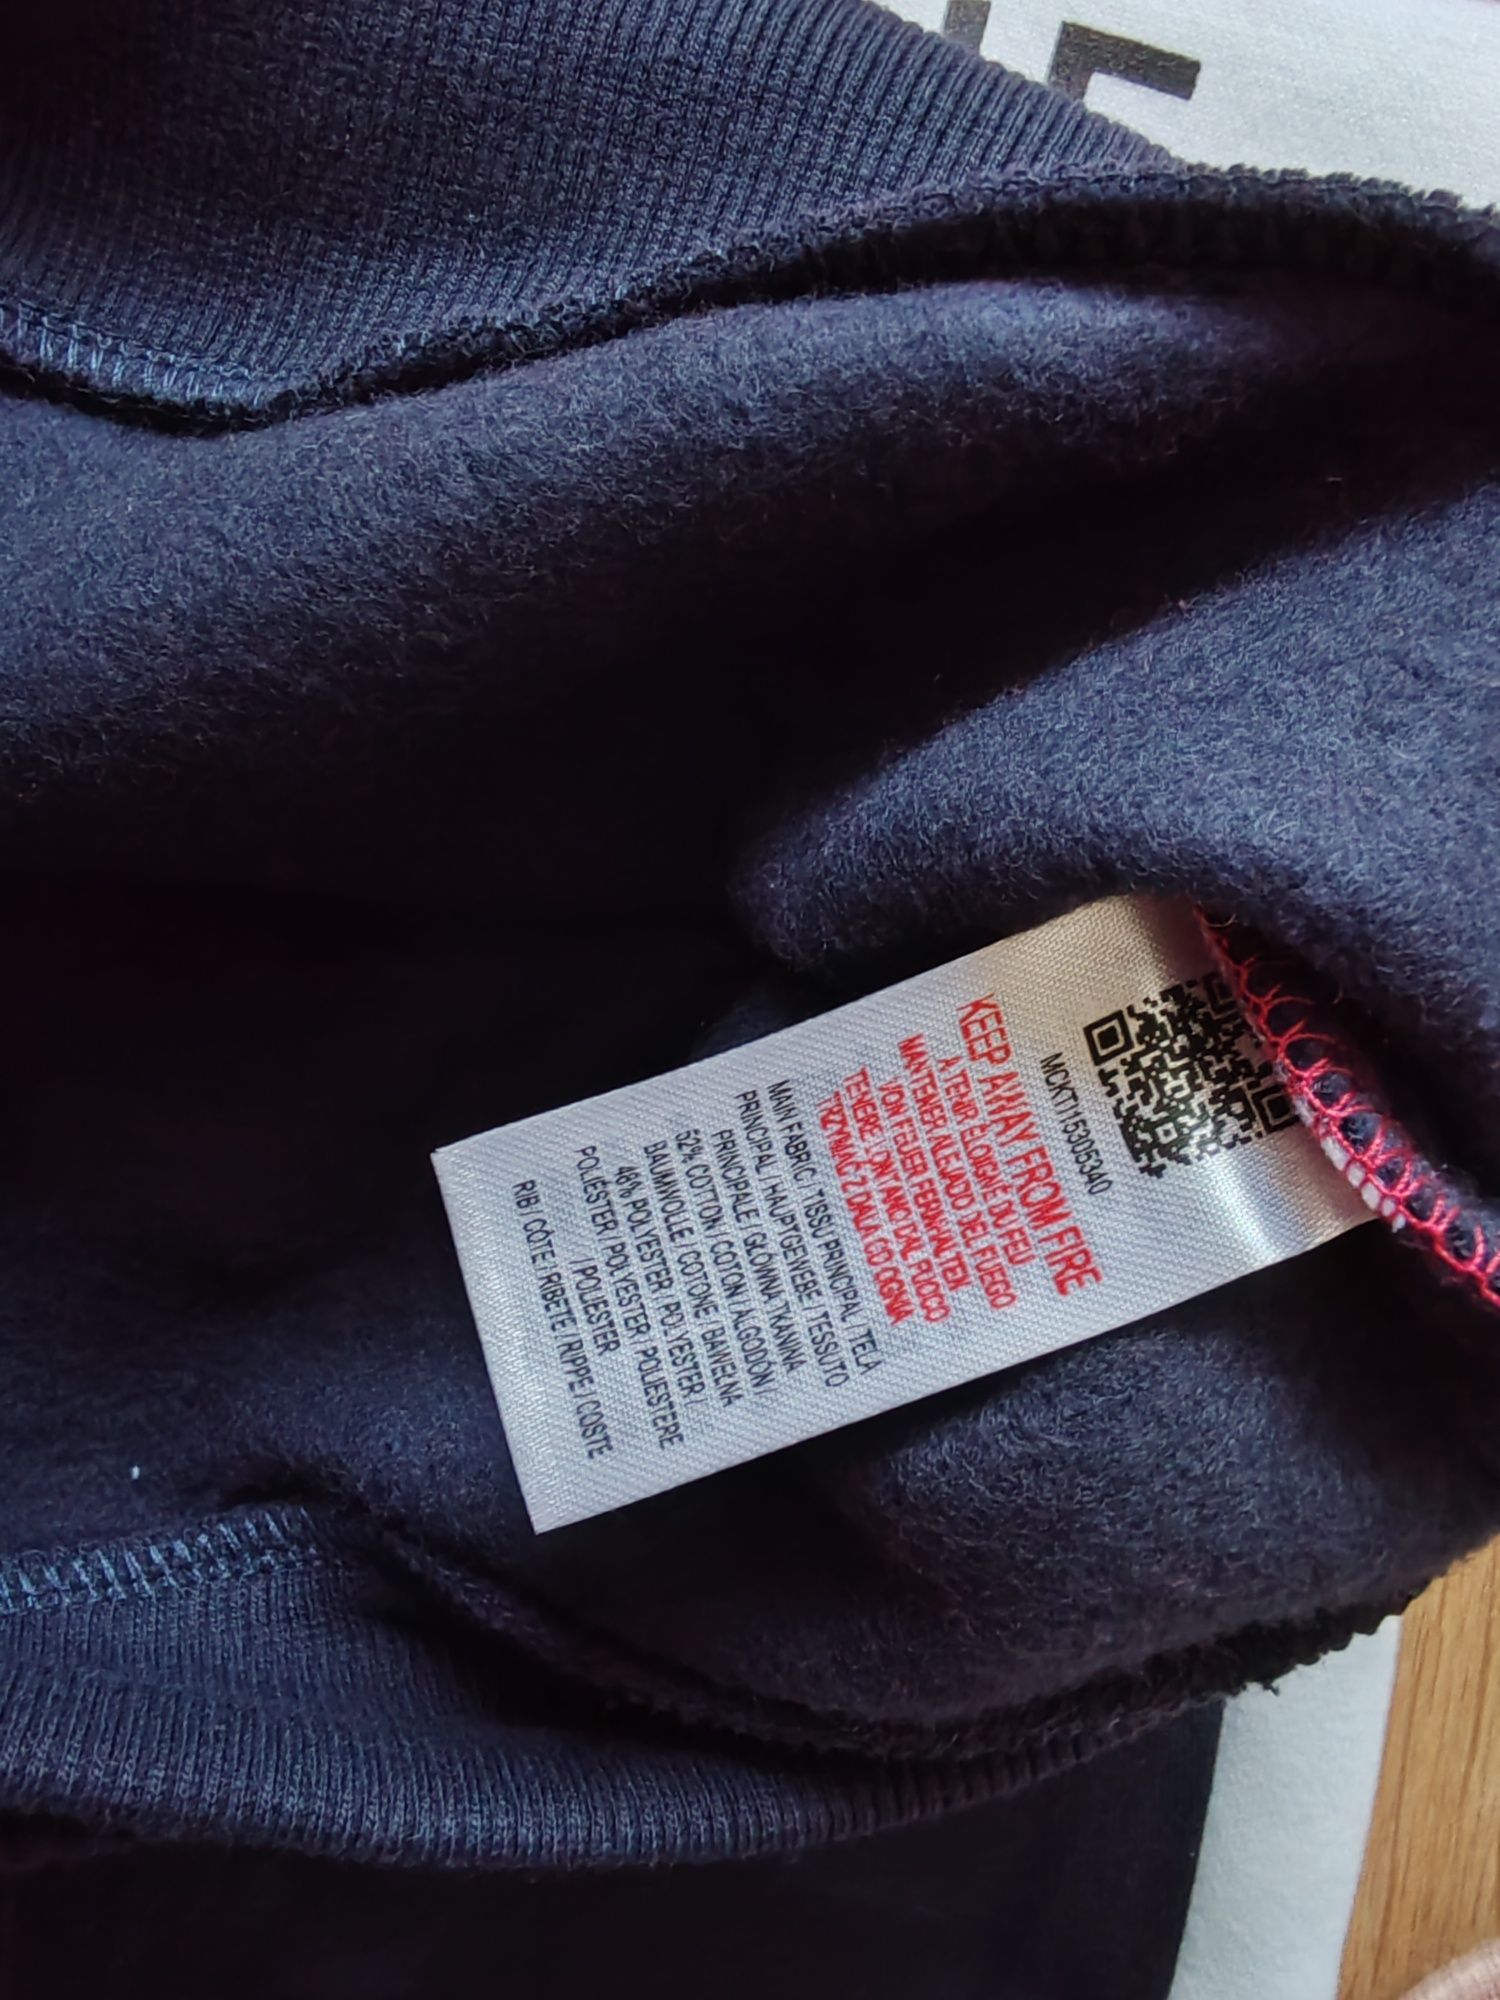 MCKT15305340
KEEP AWAY FROM FIRE
À TENIR ÉLOIGNÉ DU FEU
MANTENER ALEJADO DEL FUEGO
VON FEUER FERNHALTEN
TENERE LONTANO DAL FUOCO
TRZYMAĆ Z DALA OD OGNIA
MAIN FABRIC/ TISSU PRINCIPAL / TELA
PRINCIPAL / HAUPTGEWEBE / TESSUTO
PRINCIPALE / GŁÓWNA TKANINA
52% COTTON / COTON / ALGODÓN /
BAUMWOLLE / COTONE / BAWEŁNA
48% POLYESTER / POLYESTER /
POLIÉSTER / POLYESTER / POLIESTERE
/ POLIESTER
RIB / CÔTE / RIBETE / RIPPE / COSTE